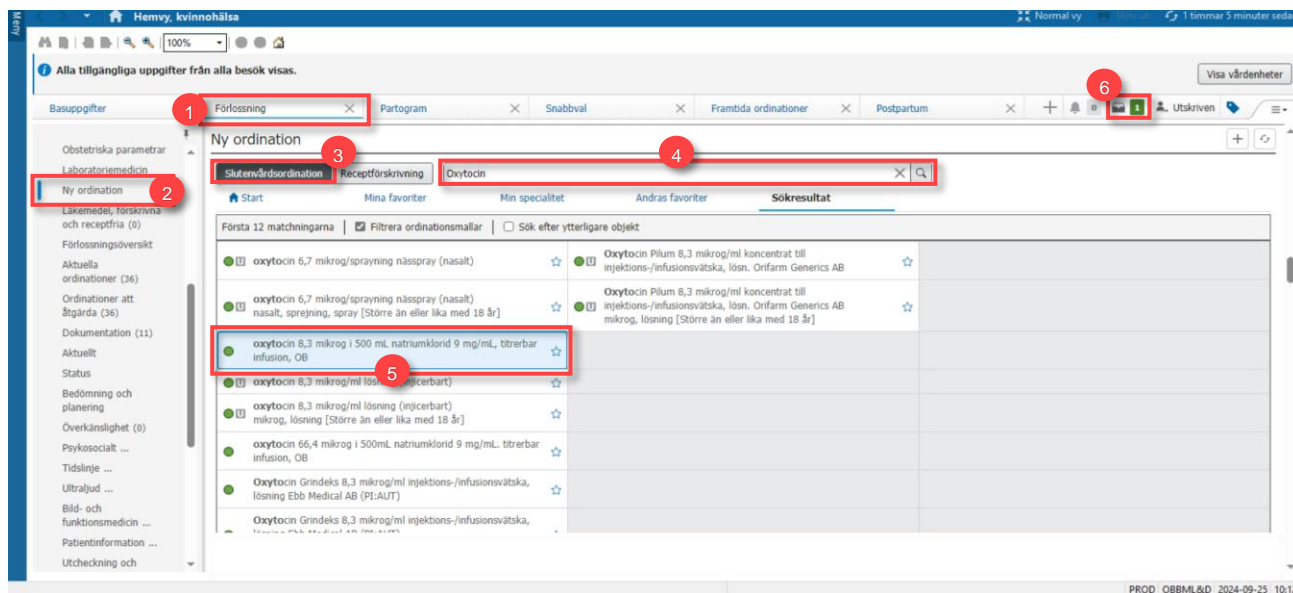 Meny
Hemvy, kvinnohälsa
Normal vy
1 timmar 5 minuter sedan
100%
Alla tillgängliga uppgifter från alla besök visas.
Visa vårdenheter
6
Basuppgifter
1
Förlossning
Partogram
Snabbval
Framtida ordinationer
Postpartum
0
1
Utskriven
Obstetriska parametrar
Laboratoriemedicin
Ny ordination
2
Läkemedel, förskrivna
och receptfria (0)
Förlossningsöversikt
Aktuella
ordinationer (36)
Ordinationer att
åtgärda (36)
Dokumentation (11)
Aktuellt
Status
Bedömning och
planering
Överkänslighet (0)
Psykosocialt ...
Tidslinje ...
Ultraljud ...
Bild- och
funktionsmedicin ...
Patientinformation ...
Utcheckning och
Ny ordination
3
4
Slutenvårdsordination
Receptförskrivning
Oxytocin
Start
Mina favoriter
Min specialitet
Andras favoriter
Sökresultat
Första 12 matchningarna
Filtrera ordinationsmallar
Sök efter ytterligare objekt
oxytocin 6,7 mikrog/sprayning nässpray (nasalt)
Oxytocin Pilum 8,3 mikrog/ml koncentrat till
injektions-/infusionsvätska, lösn. Orifarm Generics AB
oxytocin 6,7 mikrog/sprayning nässpray (nasalt)
nasalt, sprejning, spray [Större än eller lika med 18 år]
Oxytocin Pilum 8,3 mikrog/ml koncentrat till
injektions-/infusionsvätska, lösn. Orifarm Generics AB
mikrog, lösning [Större än eller lika med 18 år]
oxytocin 8,3 mikrog i 500 mL natriumklorid 9 mg/mL, titrerbar
infusion, OB
5
oxytocin 8,3 mikrog/ml lösning (injicerbart)
oxytocin 8,3 mikrog/ml lösning (injicerbart)
mikrog, lösning [Större än eller lika med 18 år]
oxytocin 66,4 mikrog i 500mL natriumklorid 9 mg/mL. titrerbar
infusion, OB
Oxytocin Grindeks 8,3 mikrog/ml injektions-/infusionsvätska,
lösning Ebb Medical AB (PI:AUT)
Oxytocin Grindeks 8,3 mikrog/ml injektions-/infusionsvätska,
PROD OBBML&D 2024-09-25 10:1